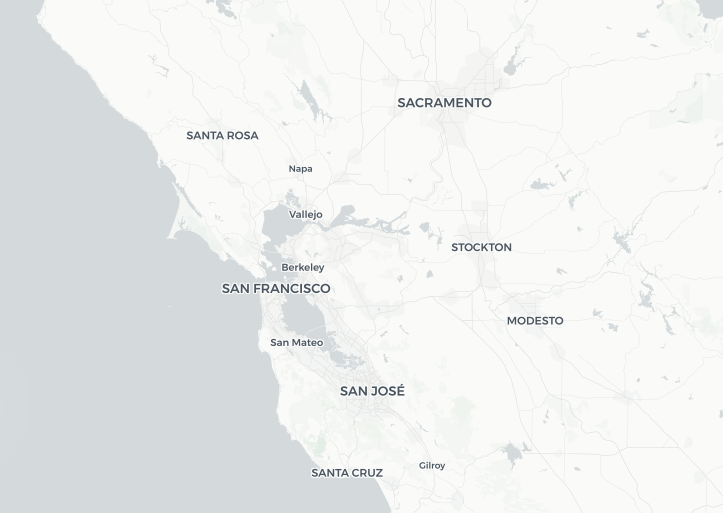 SACRAMENTO
SANTA ROSA
Napa
Vallejo
STOCKTON
Berkeley
SAN FRANCISCO
MODESTO
San Mateo
SAN JOSÉ
Gilroy
SANTA CRUZ